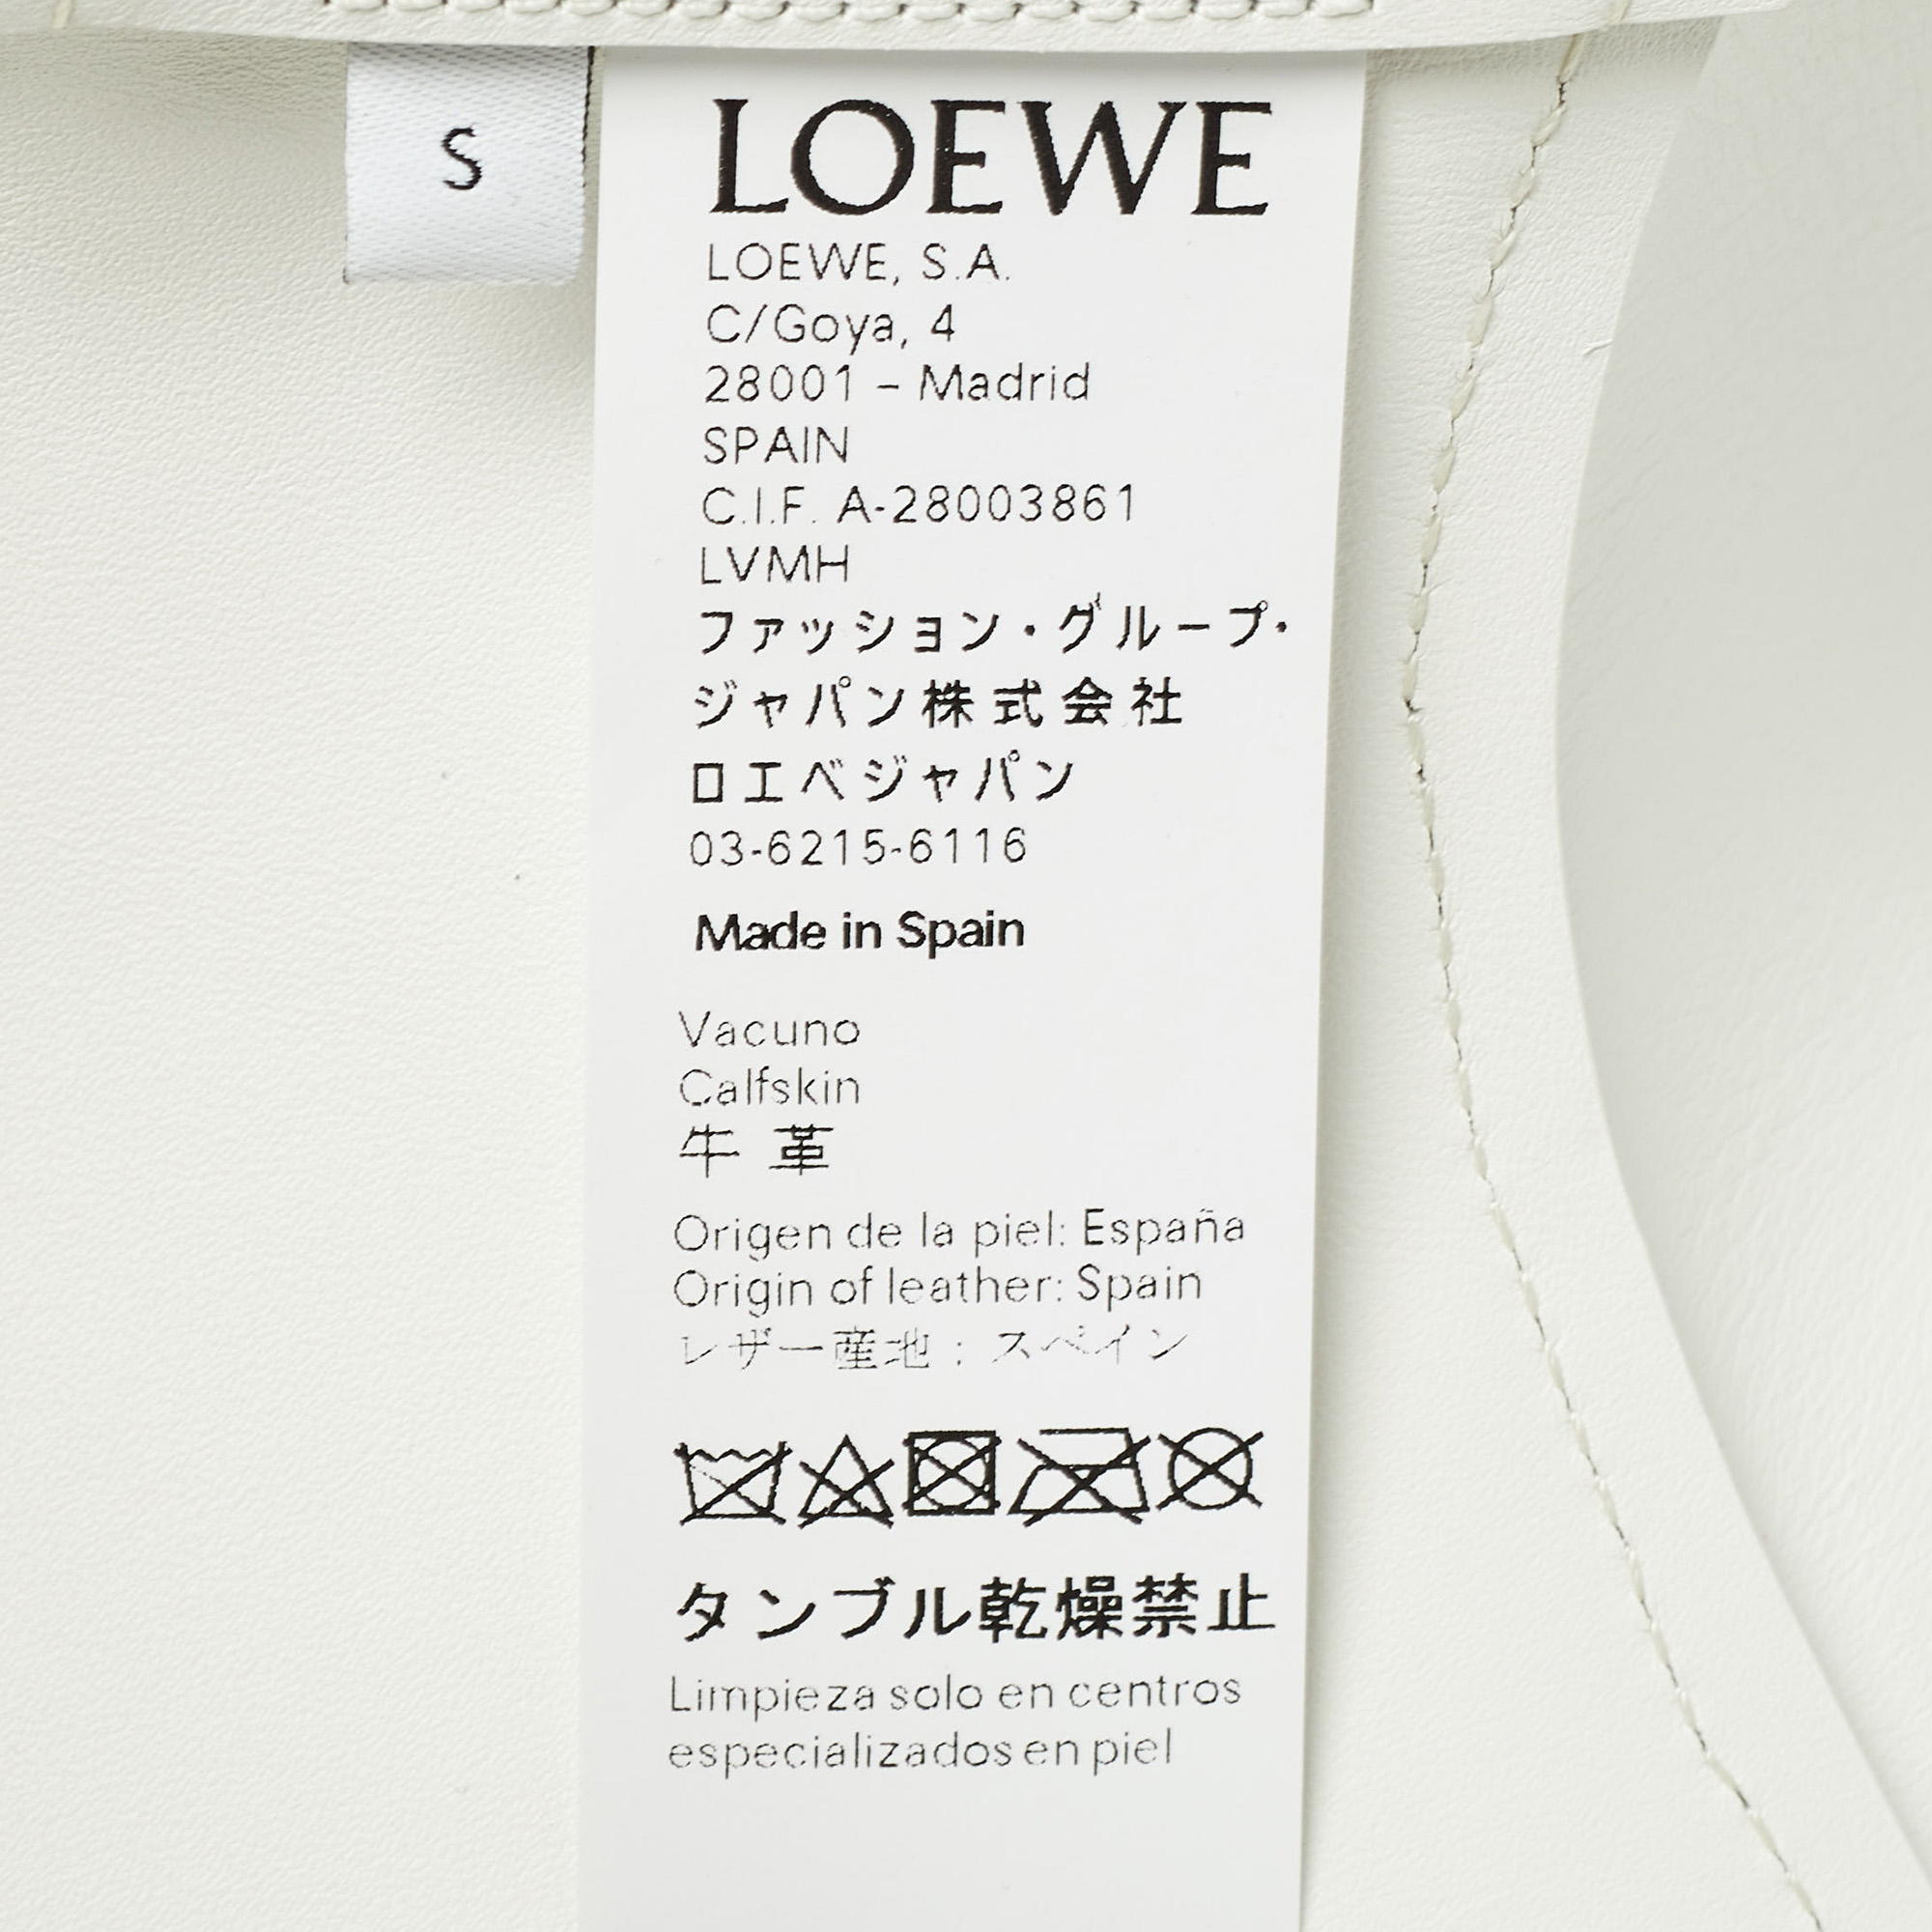 S
LOEWE
LOEWE, S.A.
C/Goya, 4
28001 – Madrid
SPAIN
C.I.F. A-28003861
LVMH
ファッション・グループ・
ジャパン株式会社
ロエベジャパン
03-6215-6116
Made in Spain
Vacuno
Calfskin
牛革
Origen de la piel: España
Origin of leather: Spain
レザー産地：スペイン
タンブル乾燥禁止
Limpieza solo en centros
especializados en piel